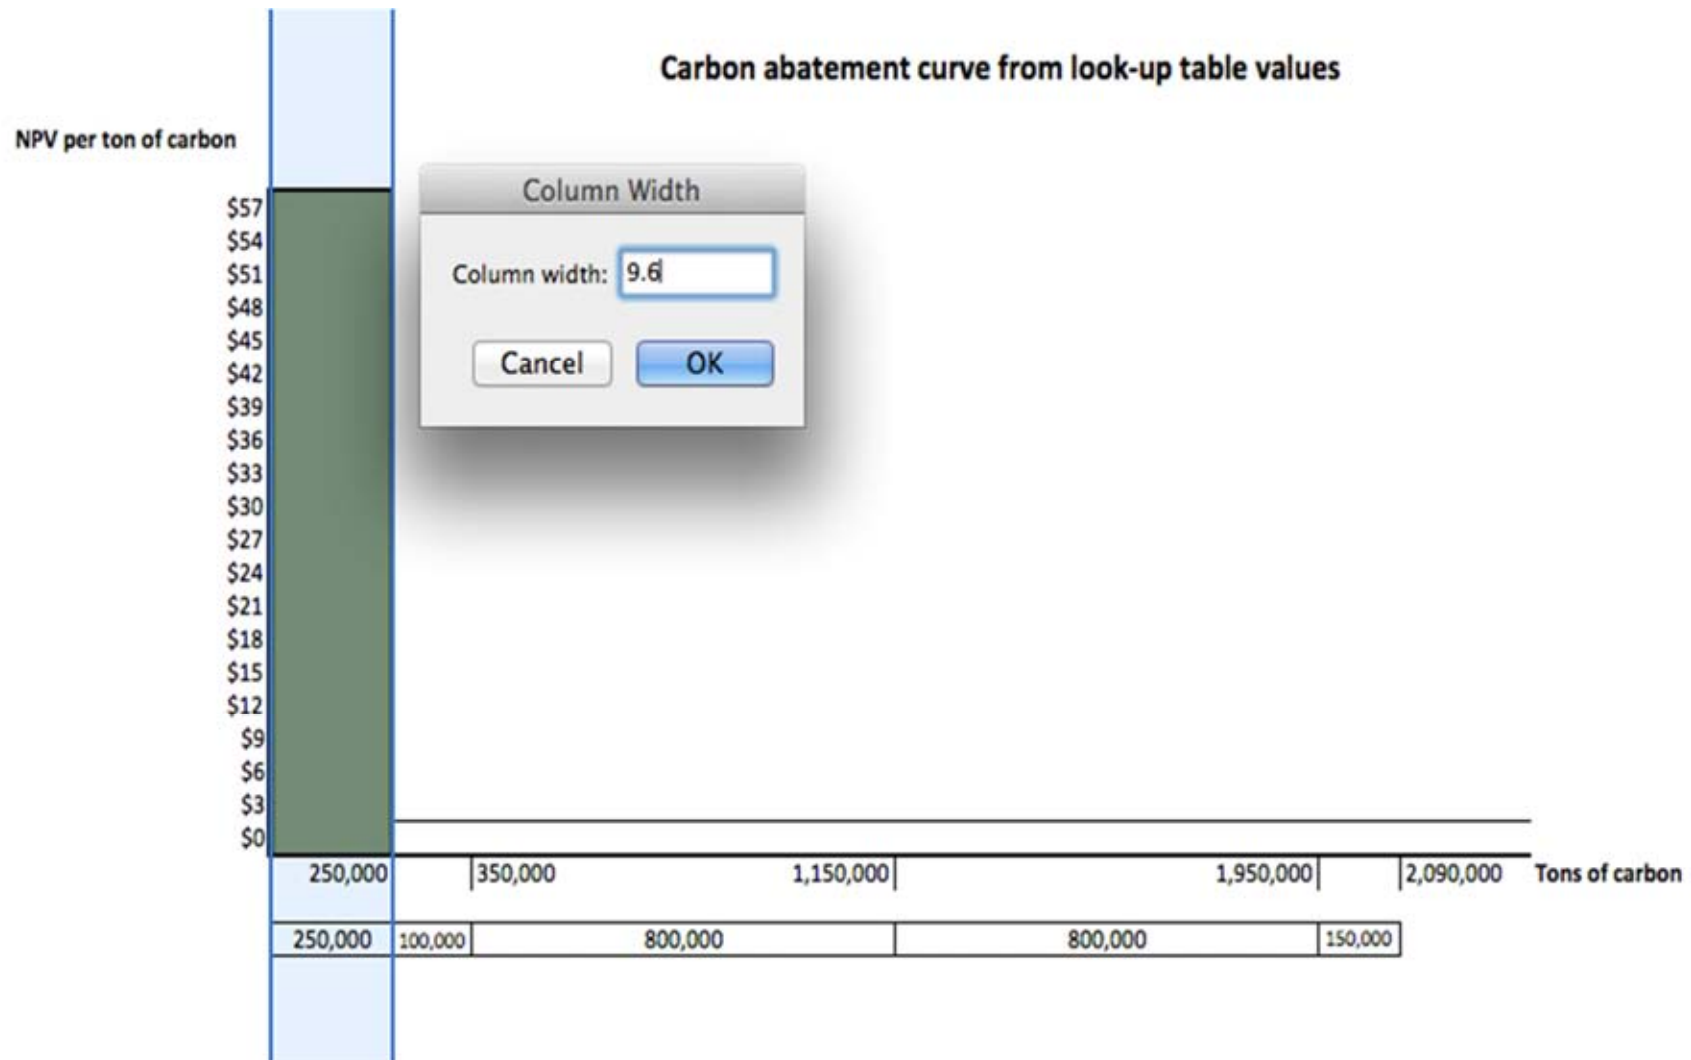 Carbon abatement curve from look-up table values
NPV per ton of carbon
Column Width
Column width: 9.6
Cancel OK
$57
$54
$51
$48
$45
$42
$39
$36
$33
$30
$27
$24
$21
$18
$15
$12
$9
$6
$3
$0
250,000 350,000 1,150,000 1,950,000 2,090,000 Tons of carbon
250,000 100,000 800,000 800,000 150,000